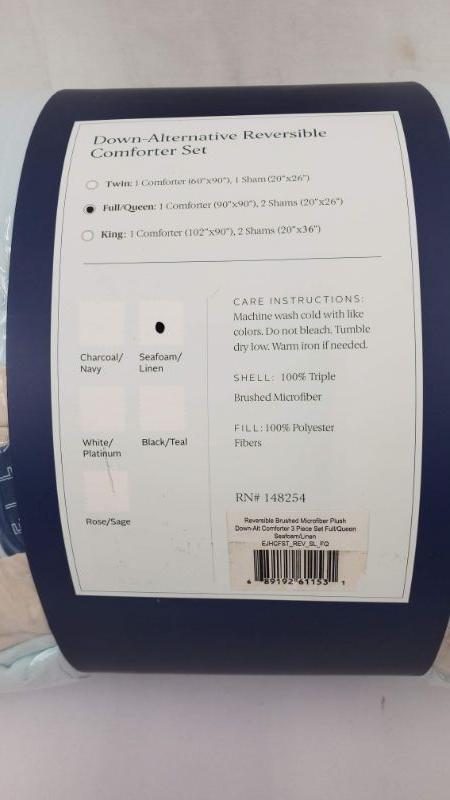 Down-Alternative Reversible
Comforter Set
Twin: 1 Comforter (60"x90"), 1 Sham (20"x26")
Full/Queen: 1 Comforter (90"x90"), 2 Shams (20"x26")
King: 1 Comforter (102"x90"), 2 Shams (20"x36")
Charcoal/
Navy
Seafoam/
Linen
White/
Platinum
Black/Teal
Rose/Sage
CARE INSTRUCTIONS:
Machine wash cold with like
colors. Do not bleach. Tumble
dry low. Warm iron if needed.
SHELL: 100% Triple
Brushed Microfiber
FILL: 100% Polyester
Fibers
RN# 148254
Reversible Brushed Microfiber Plush
Down-Alt Comforter 3 Piece Set Full/Queen
Seafoam/Linen
EJHCFST_REV_SL_FQ
6 89192 61153 1